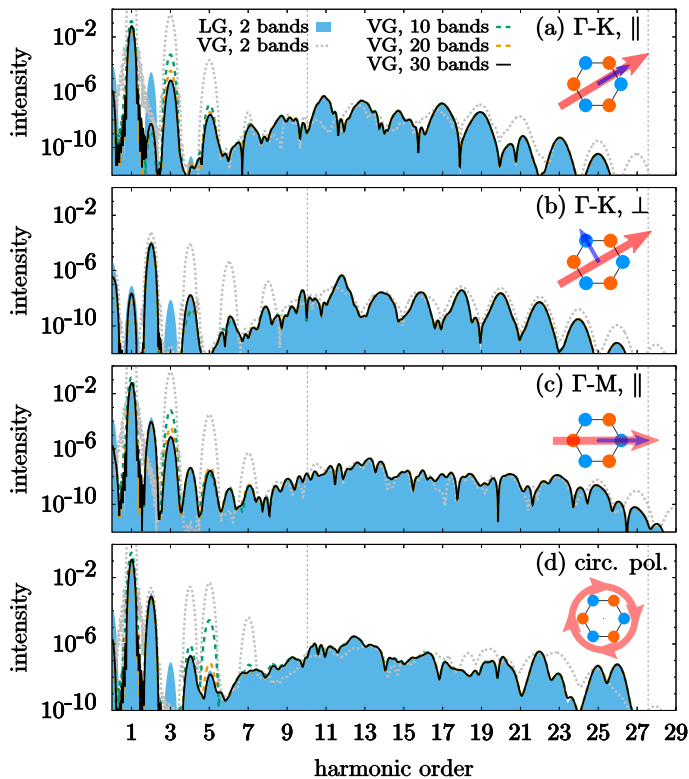 LG, 2 bands
VG, 2 bands
VG, 10 bands
VG, 20 bands
VG, 30 bands
(a) Γ-K, ∥
intensity
10⁻²
10⁻⁶
10⁻¹⁰
(b) Γ-K, ⊥
intensity
10⁻²
10⁻⁶
10⁻¹⁰
(c) Γ-M, ∥
intensity
10⁻²
10⁻⁶
10⁻¹⁰
(d) circ. pol.
intensity
10⁻²
10⁻⁶
10⁻¹⁰
1 3 5 7 9 11 13 15 17 19 21 23 25 27 29
harmonic order